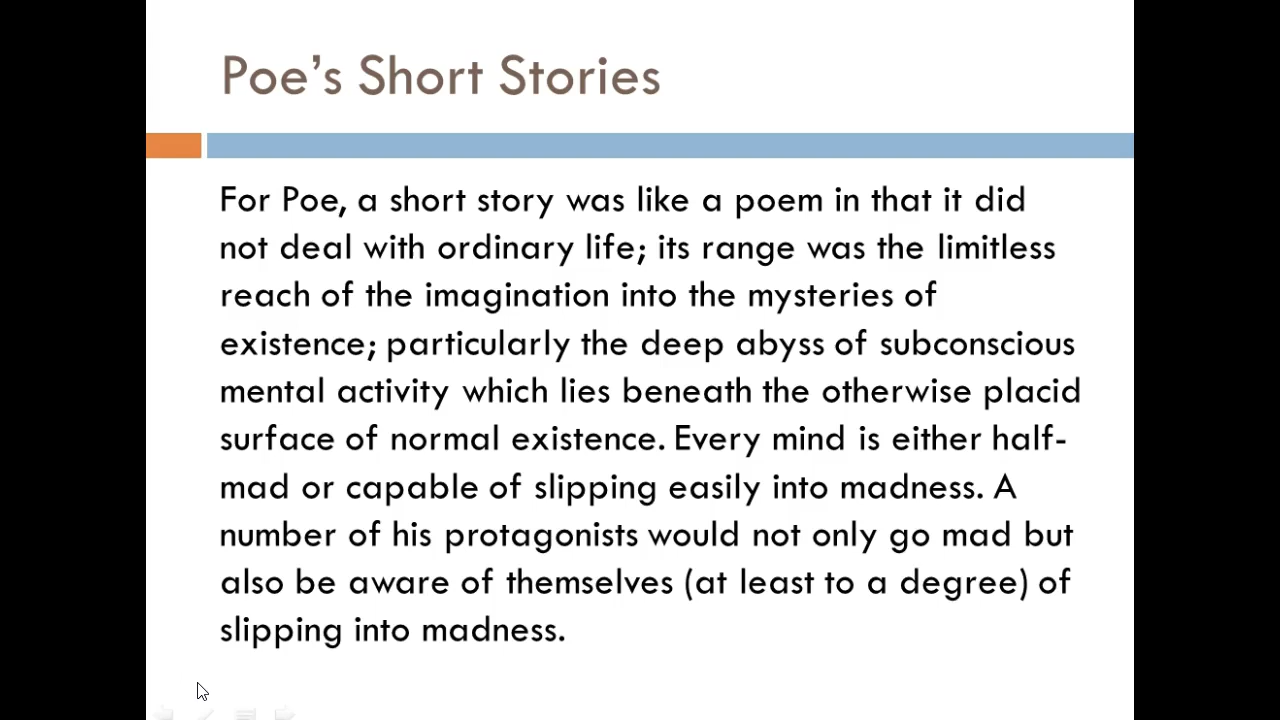 Poe’s Short Stories
For Poe, a short story was like a poem in that it did
not deal with ordinary life; its range was the limitless
reach of the imagination into the mysteries of
existence; particularly the deep abyss of subconscious
mental activity which lies beneath the otherwise placid
surface of normal existence. Every mind is either half-
mad or capable of slipping easily into madness. A
number of his protagonists would not only go mad but
also be aware of themselves (at least to a degree) of
slipping into madness.